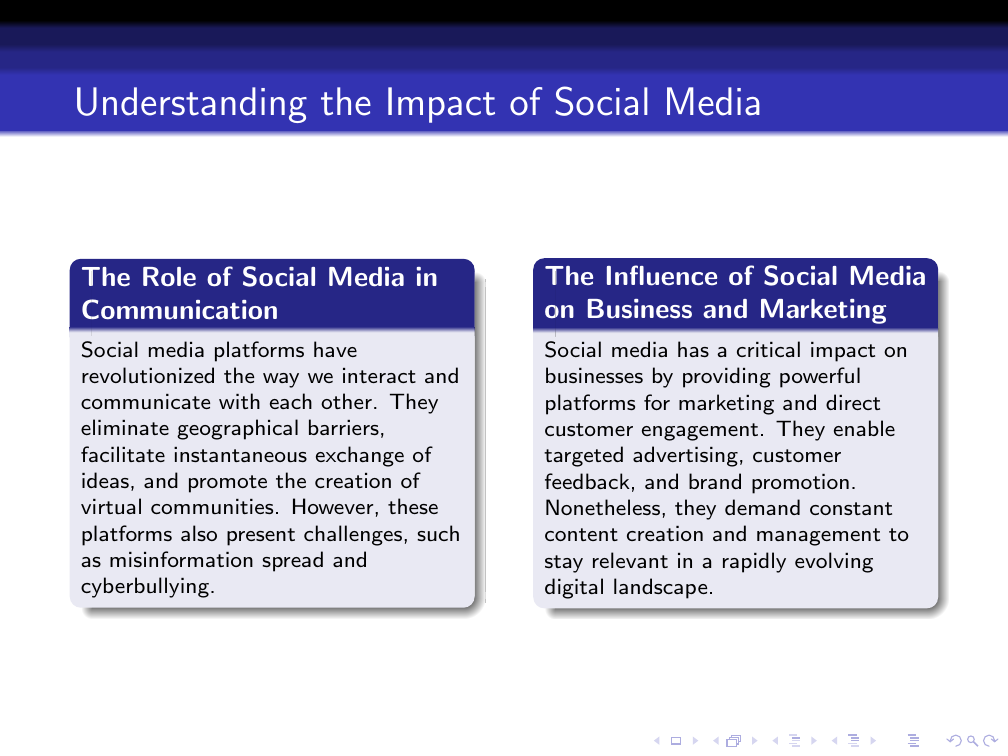 Understanding the Impact of Social Media
The Role of Social Media in
Communication
Social media platforms have
revolutionized the way we interact and
communicate with each other. They
eliminate geographical barriers,
facilitate instantaneous exchange of
ideas, and promote the creation of
virtual communities. However, these
platforms also present challenges, such
as misinformation spread and
cyberbullying.
The Influence of Social Media
on Business and Marketing
Social media has a critical impact on
businesses by providing powerful
platforms for marketing and direct
customer engagement. They enable
targeted advertising, customer
feedback, and brand promotion.
Nonetheless, they demand constant
content creation and management to
stay relevant in a rapidly evolving
digital landscape.